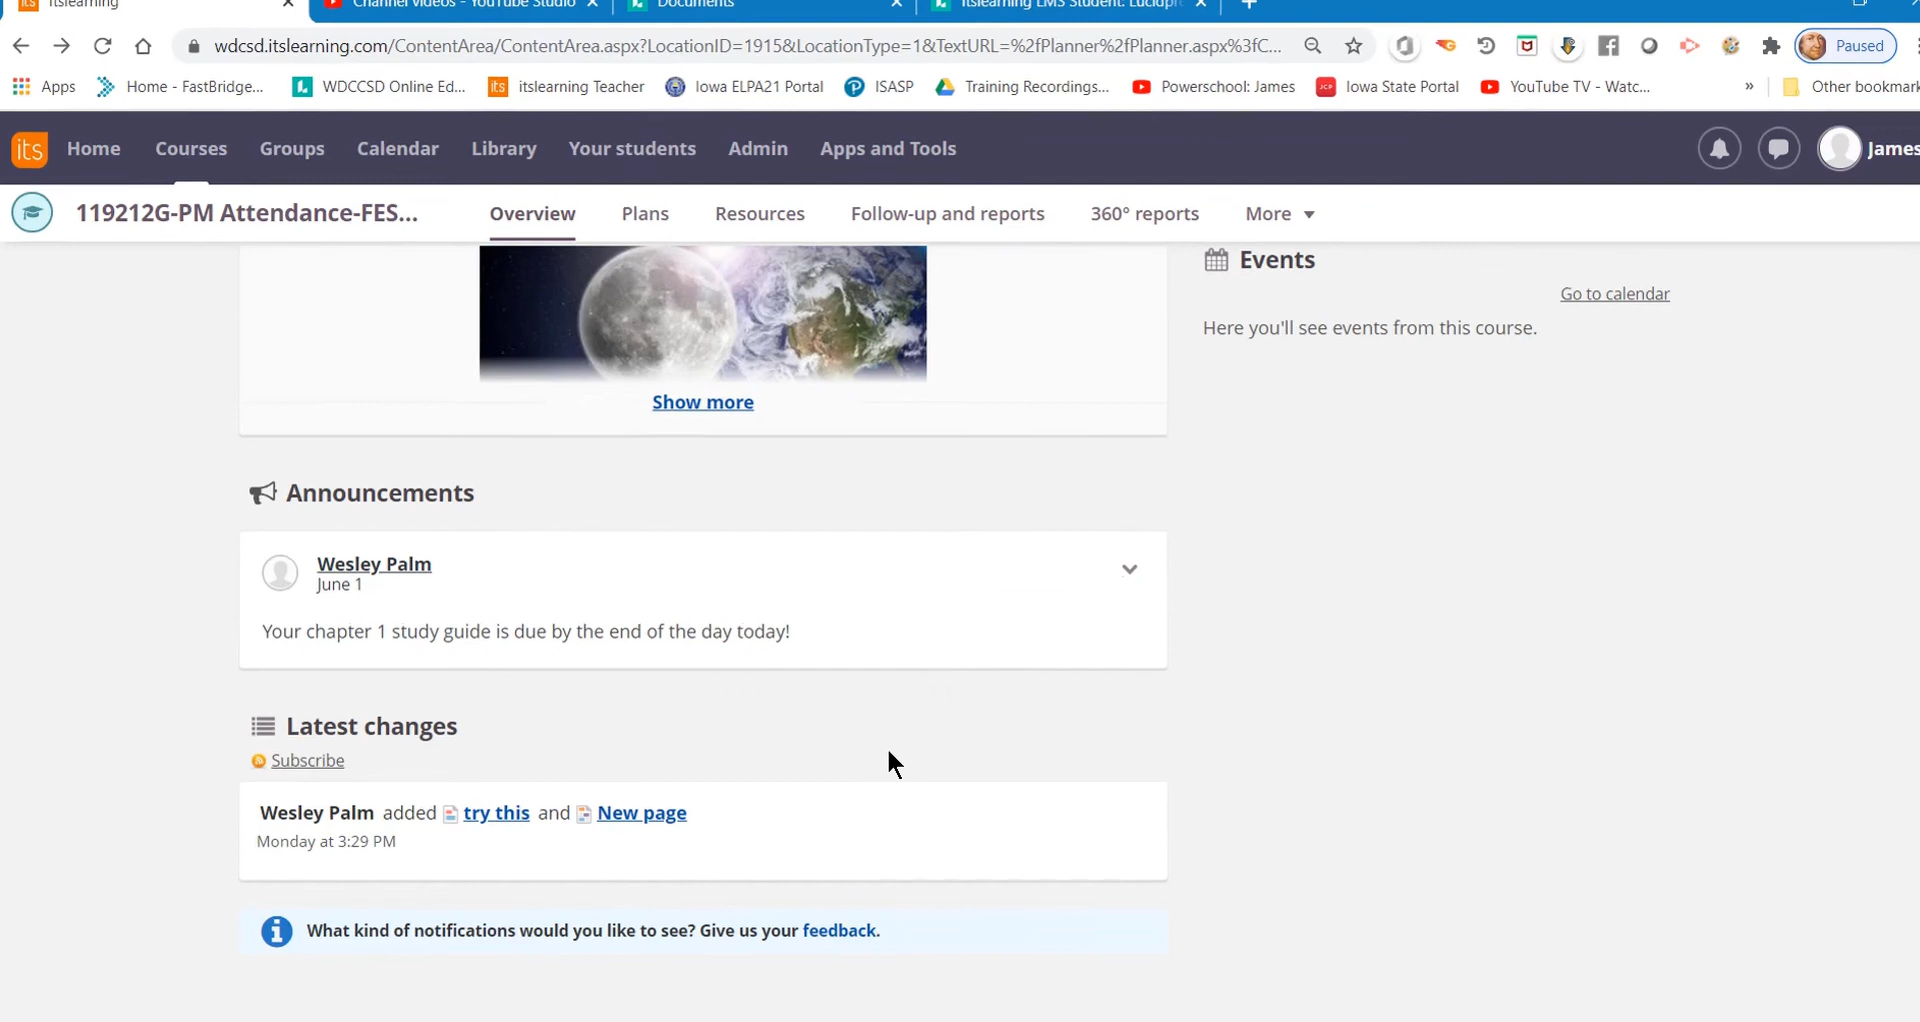 itslearning
Channel videos - YouTube Studio
Documents
Itslearning LMS Student: Lucidpr
wdcsd.itslearning.com/ContentArea/ContentArea.aspx?LocationID=1915&LocationType=1&TextURL=%2fPlanner%2fPlanner.aspx%3fC...
Paused
Apps
Home - FastBridge...
WDCCSD Online Ed...
its
itslearning Teacher
Iowa ELPA21 Portal
ISASP
Training Recordings...
Powerschool: James
JCP
Iowa State Portal
YouTube TV - Watc...
»
Other bookmark
its
Home
Courses
Groups
Calendar
Library
Your students
Admin
Apps and Tools
James
119212G-PM Attendance-FES...
Overview
Plans
Resources
Follow-up and reports
360° reports
More
Events
Go to calendar
Here you'll see events from this course.
Show more
Announcements
Wesley Palm
June 1
Your chapter 1 study guide is due by the end of the day today!
Latest changes
Subscribe
Wesley Palm added try this and New page
Monday at 3:29 PM
What kind of notifications would you like to see? Give us your feedback.